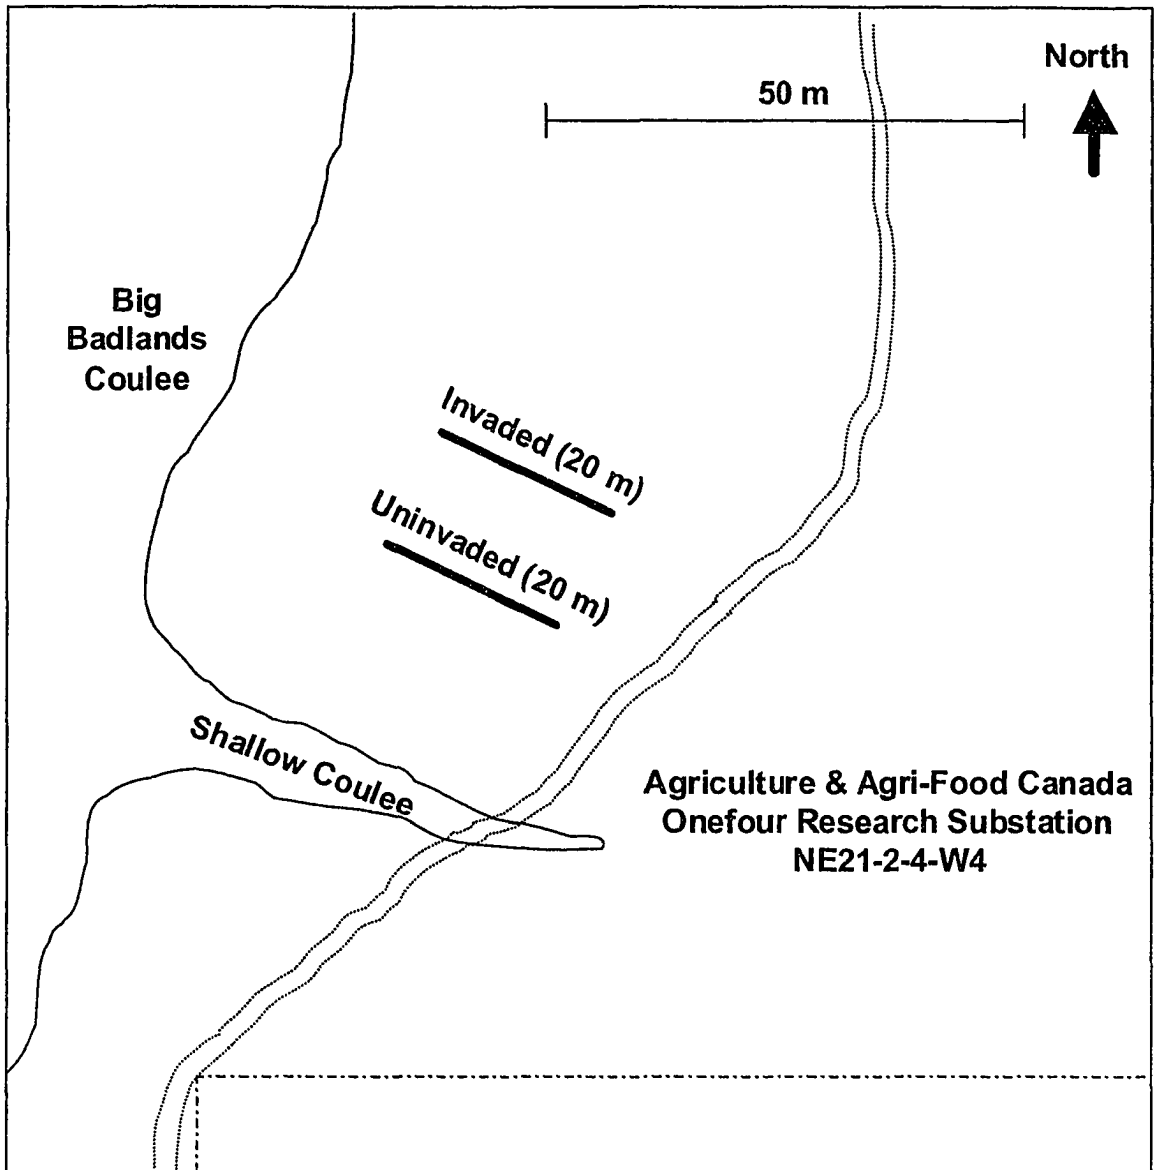 North
50 m
Big
Badlands
Coulee
Invaded (20 m)
Uninvaded (20 m)
Shallow Coulee
Agriculture & Agri-Food Canada
Onefour Research Substation
NE21-2-4-W4